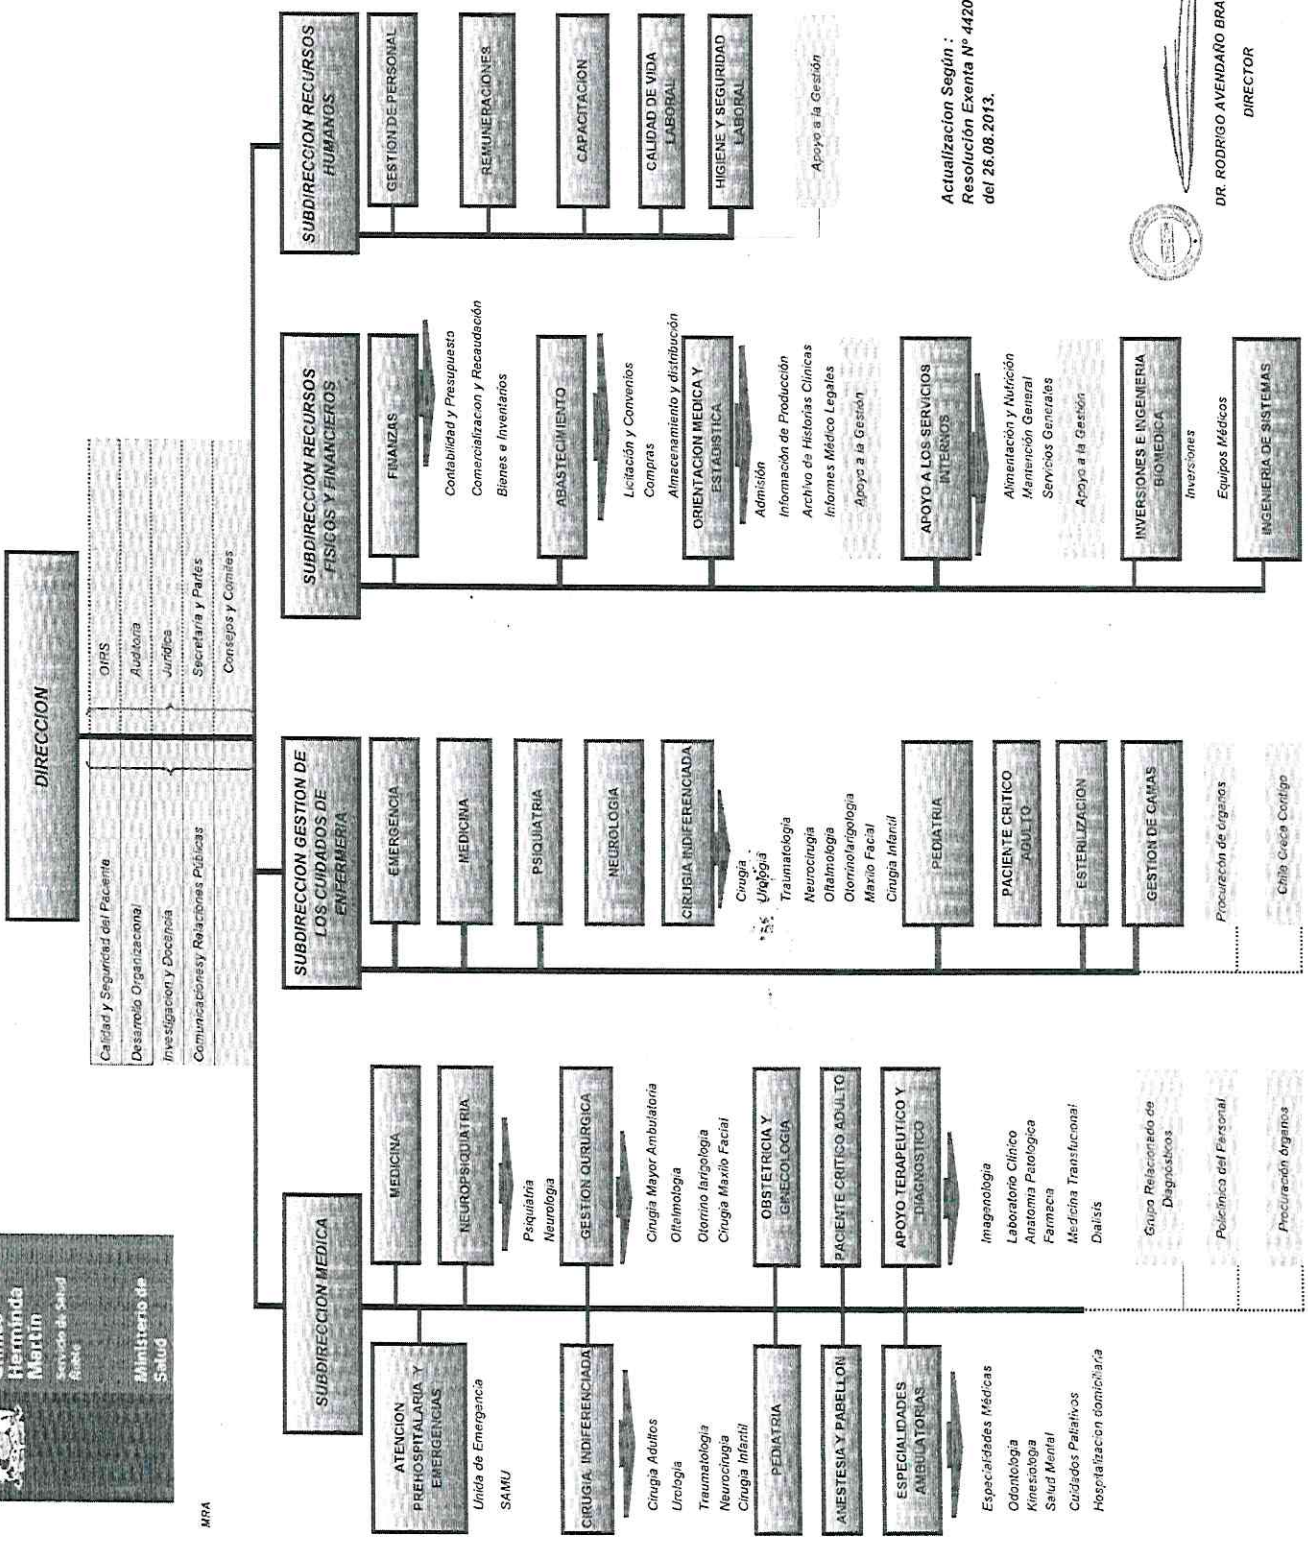 Herminda
Martin
Servicio de Salud
Ñuble
Ministerio de
Salud
MRA
DIRECCION
Calidad y Seguridad del Paciente
Desarrollo Organizacional
Investigacion y Docencia
Comunicaciones y Relaciones Públicas
OIRS
Auditoria
Juridica
Secretaria y Partes
Consejos y Comites
SUBDIRECCION MEDICA
ATENCION
PREHOSPITALARIA Y
EMERGENCIAS
Unida de Emergencia
SAMU
CIRUGIA INDIFERENCIADA
Cirugia Adultos
Urologia
Traumatologia
Neurocirugia
Cirugia Infantil
PEDIATRIA
ANESTESIA Y PABELLON
ESPECIALIDADES
AMBULATORIAS
Especialidades Médicas
Odontologia
Kinesiologia
Salud Mental
Cuidados Paliativos
Hospitalizacion domiciliaria
MEDICINA
NEUROPSIQUIATRIA
Psiquiatria
Neurologia
GESTION QURURGICA
Cirugia Mayor Ambulatoria
Oftelmologia
Otorrino larigologia
Cirugia Maxilo Facial
OBSTETRICIA Y
GINECOLOGIA
PACIENTE CRITICO ADULTO
APOYO TERAPEUTICO Y
DIAGNOSTICO
Imagenologia
Laboratorio Clinico
Anatomia Patologica
Farmacia
Medicina Transfucional
Dialisis
Grupo Relacionado de
Diagnósticos
Policlinico del Personal
Procuración órganos
SUBDIRECCION GESTION DE
LOS CUIDADOS DE
ENFERMERIA
EMERGENCIA
MEDICINA
PSIQUIATRIA
NEUROLOGIA
CIRUGIA INDIFERENCIADA
Cirugia
Urologia
Traumatologia
Neurocirugia
Oftalmologia
Otorrinofarigologia
Maxilo Facial
Cirugia Infantil
PEDIATRIA
PACIENTE CRITICO
ADULTO
ESTERILIZACION
GESTION DE CAMAS
Procuracón de órganos
Chile Crece Contigo
SUBDIRECCION RECURSOS
FISICOS Y FINANCIEROS
FINANZAS
Contabilidad y Presupuesto
Comercializacion y Recaudación
Bienes e Inventarios
ABASTECIMIENTO
Licitación y Convenios
Compras
Almacenamiento y distribución
ORIENTACION MEDICA Y
ESTADISTICA
Admisión
Información de Producción
Archivo de Historias Clínicas
Informes Médico Legales
Apoyo a la Gestión
APOYO A LOS SERVICIOS
INTERNOS
Alimentación y Nutrición
Mantención General
Servicios Generales
Apoyo a la Gestión
INVERSIONES E INGENIERIA
BIOMEDICA
Inversiones
Equipos Médicos
INGENIERIA DE SISTEMAS
SUBDIRECCION RECURSOS
HUMANOS
GESTION DE PERSONAL
REMUNERACIONES
CAPACITACION
CALIDAD DE VIDA
LABORAL
HIGIENE Y SEGURIDAD
LABORAL
Apoyo a la Gestión
Actualizacion Según :
Resolución Exenta Nº 4420
del 26.08.2013.
DR. RODRIGO AVENDAÑO BRA
DIRECTOR